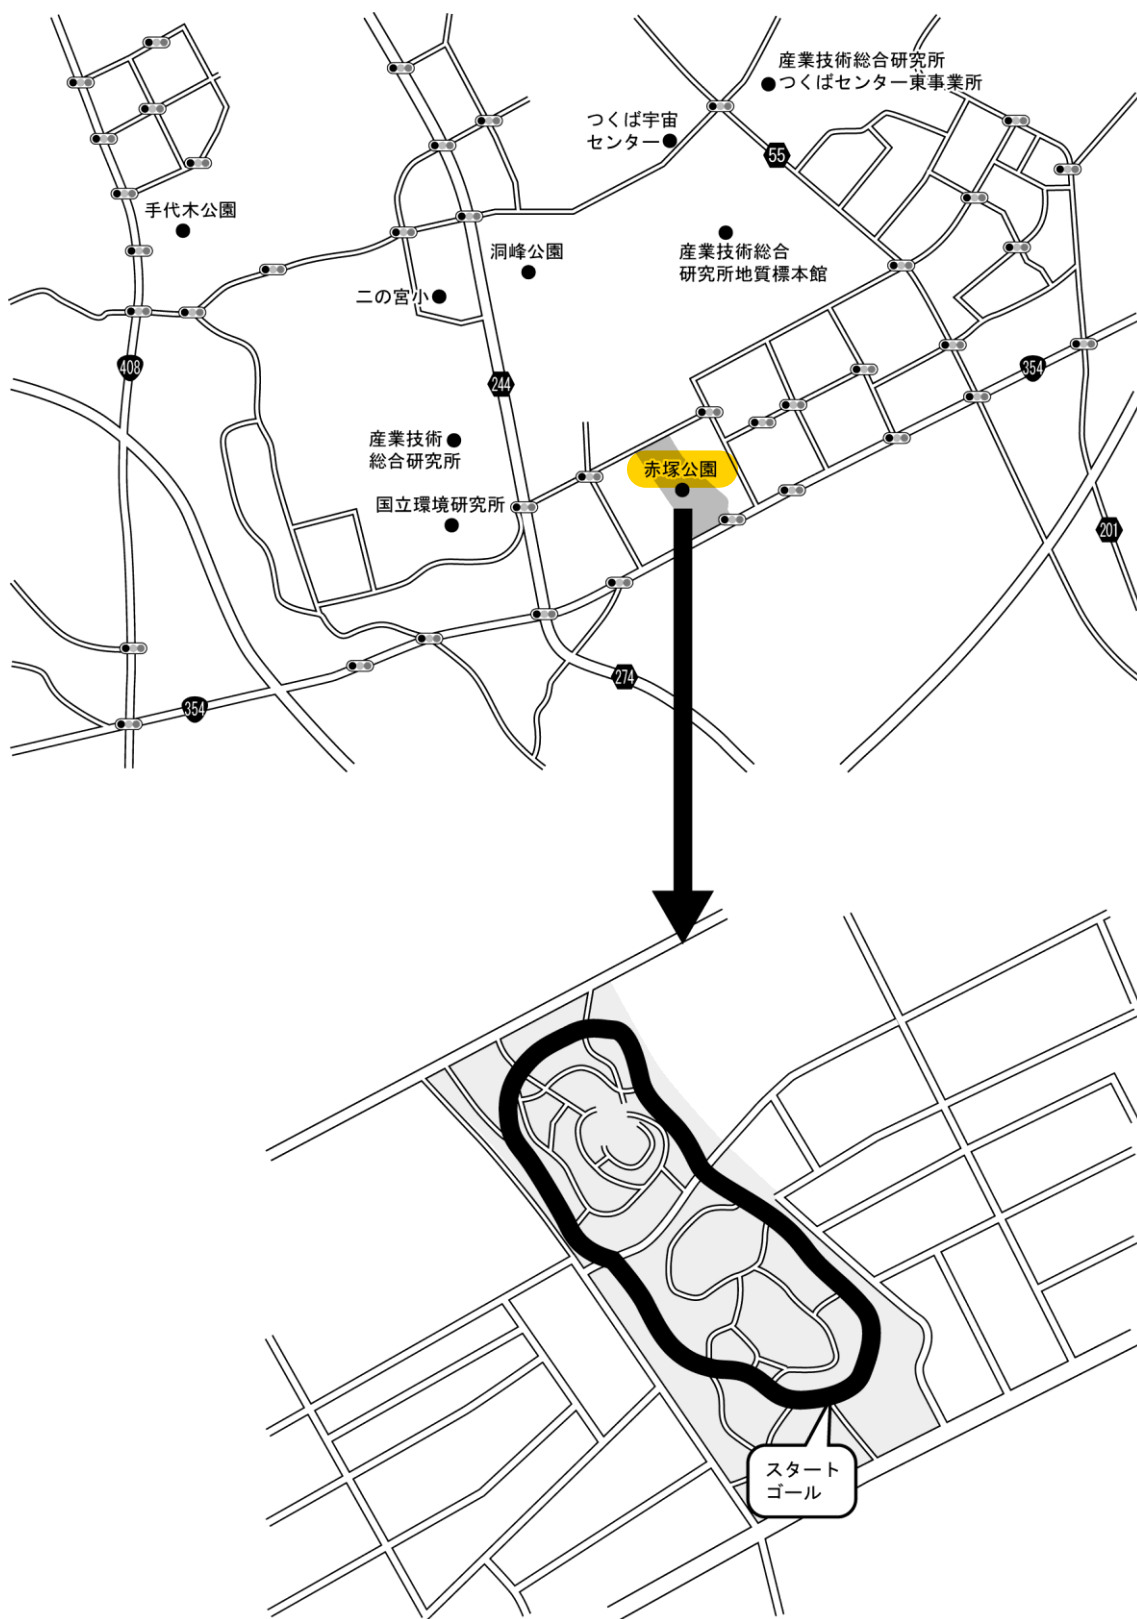 産業技術総合研究所
つくばセンター東事業所
つくば宇宙
センター
55
手代木公園
洞峰公園
産業技術総合
研究所地質標本館
二の宮小
408
244
354
産業技術
総合研究所
赤塚公園
国立環境研究所
201
274
354
スタート
ゴール